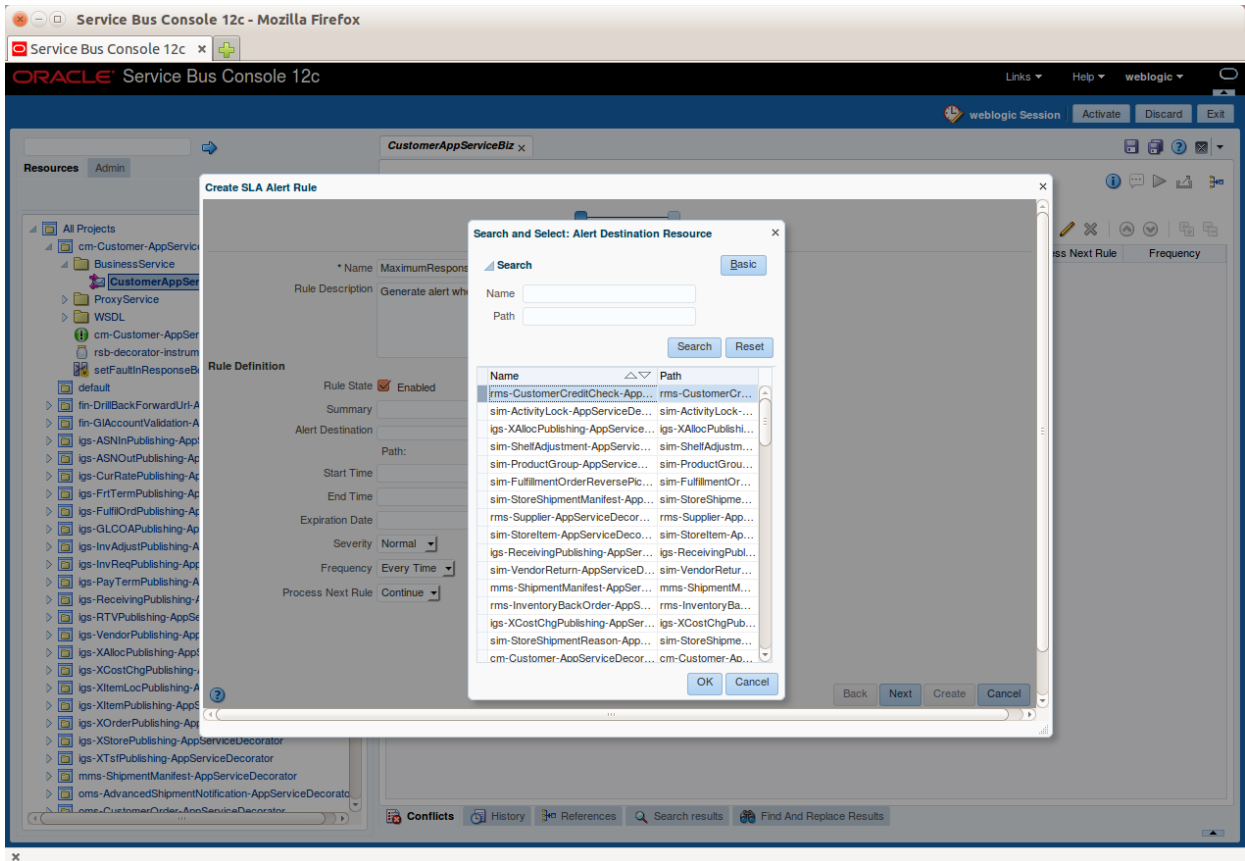 Service Bus Console 12c - Mozilla Firefox
Service Bus Console 12c
ORACLE Service Bus Console 12c
Links Help weblogic
weblogic Session Activate Discard Exit
CustomerAppServiceBiz
Resources Admin
All Projects
cm-Customer-AppService
BusinessService
CustomerAppSer
ProxyService
WSDL
cm-Customer-AppSer
rsb-decorator-instrum
setFaultInResponseB
default
fin-DrillBackForwardUrl-A
fin-GlAccountValidation-A
igs-ASNInPublishing-App
igs-ASNOutPublishing-Ap
igs-CurRatePublishing-Ap
igs-FrtTermPublishing-Ap
igs-FulfilOrdPublishing-Ap
igs-GLCOAPublishing-Ap
igs-InvAdjustPublishing-A
igs-InvReqPublishing-App
igs-PayTermPublishing-A
igs-ReceivingPublishing-A
igs-RTVPublishing-AppSe
igs-VendorPublishing-App
igs-XAllocPublishing-App
igs-XCostChgPublishing-
igs-XItemLocPublishing-A
igs-XItemPublishing-AppS
igs-XOrderPublishing-App
igs-XStorePublishing-AppServiceDecorator
igs-XTsfPublishing-AppServiceDecorator
mms-ShipmentManifest-AppServiceDecorator
oms-AdvancedShipmentNotification-AppServiceDecorato
oms-CustomerOrder-AppServiceDecorator
Create SLA Alert Rule
* Name MaximumRespons
Rule Description Generate alert whe
Rule Definition
Rule State Enabled
Summary
Alert Destination
Path:
Start Time
End Time
Expiration Date
Severity Normal
Frequency Every Time
Process Next Rule Continue
Back Next Create Cancel
ess Next Rule Frequency
Search and Select: Alert Destination Resource
Search Basic
Name
Path
Search Reset
Name Path
rms-CustomerCreditCheck-App... rms-CustomerCr...
sim-ActivityLock-AppServiceDe... sim-ActivityLock-...
igs-XAllocPublishing-AppService... igs-XAllocPublishi...
sim-ShelfAdjustment-AppServic... sim-ShelfAdjustm...
sim-ProductGroup-AppService... sim-ProductGrou...
sim-FulfillmentOrderReversePic... sim-FulfillmentOr...
sim-StoreShipmentManifest-App... sim-StoreShipme...
rms-Supplier-AppServiceDecor... rms-Supplier-App...
sim-StoreItem-AppServiceDeco... sim-StoreItem-Ap...
igs-ReceivingPublishing-AppSer... igs-ReceivingPubl...
sim-VendorReturn-AppServiceD... sim-VendorRetur...
mms-ShipmentManifest-AppSer... mms-ShipmentM...
rms-InventoryBackOrder-AppS... rms-InventoryBa...
igs-XCostChgPublishing-AppSer... igs-XCostChgPub...
sim-StoreShipmentReason-App... sim-StoreShipme...
cm-Customer-AppServiceDecor... cm-Customer-Ap...
OK Cancel
Conflicts History References Search results Find And Replace Results